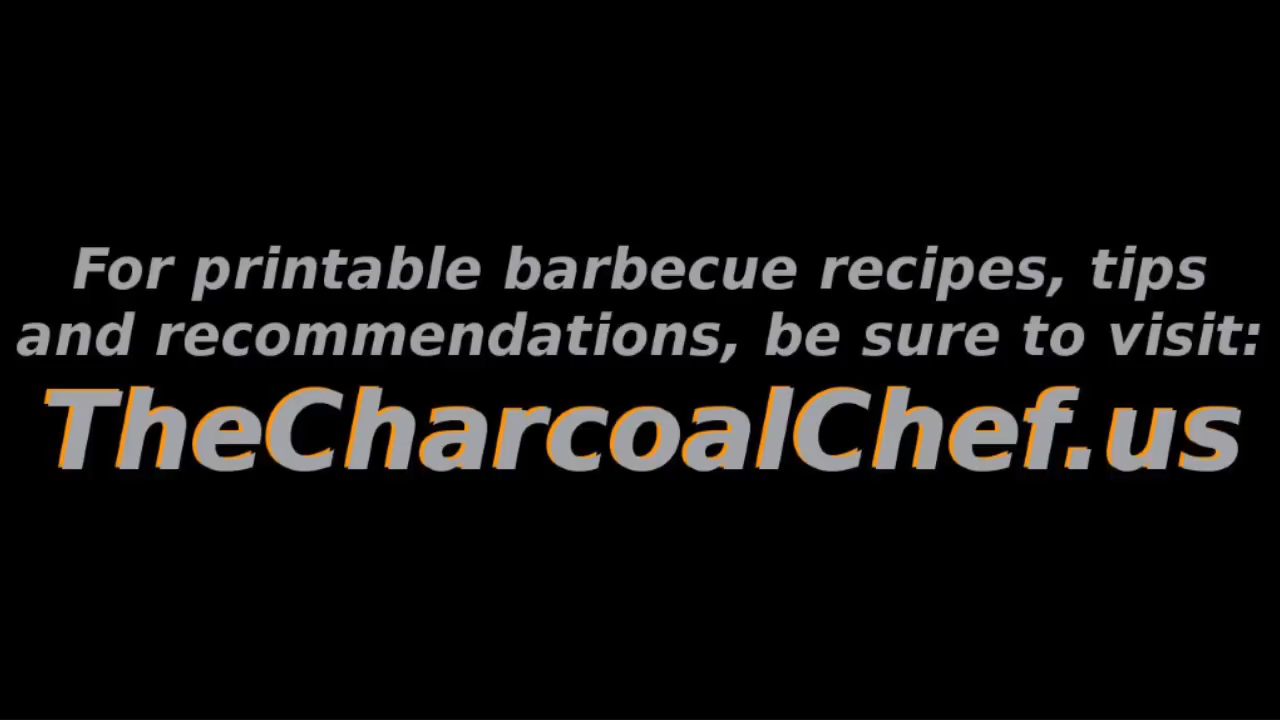 For printable barbecue recipes, tips
and recommendations, be sure to visit:
TheCharcoalChef.us